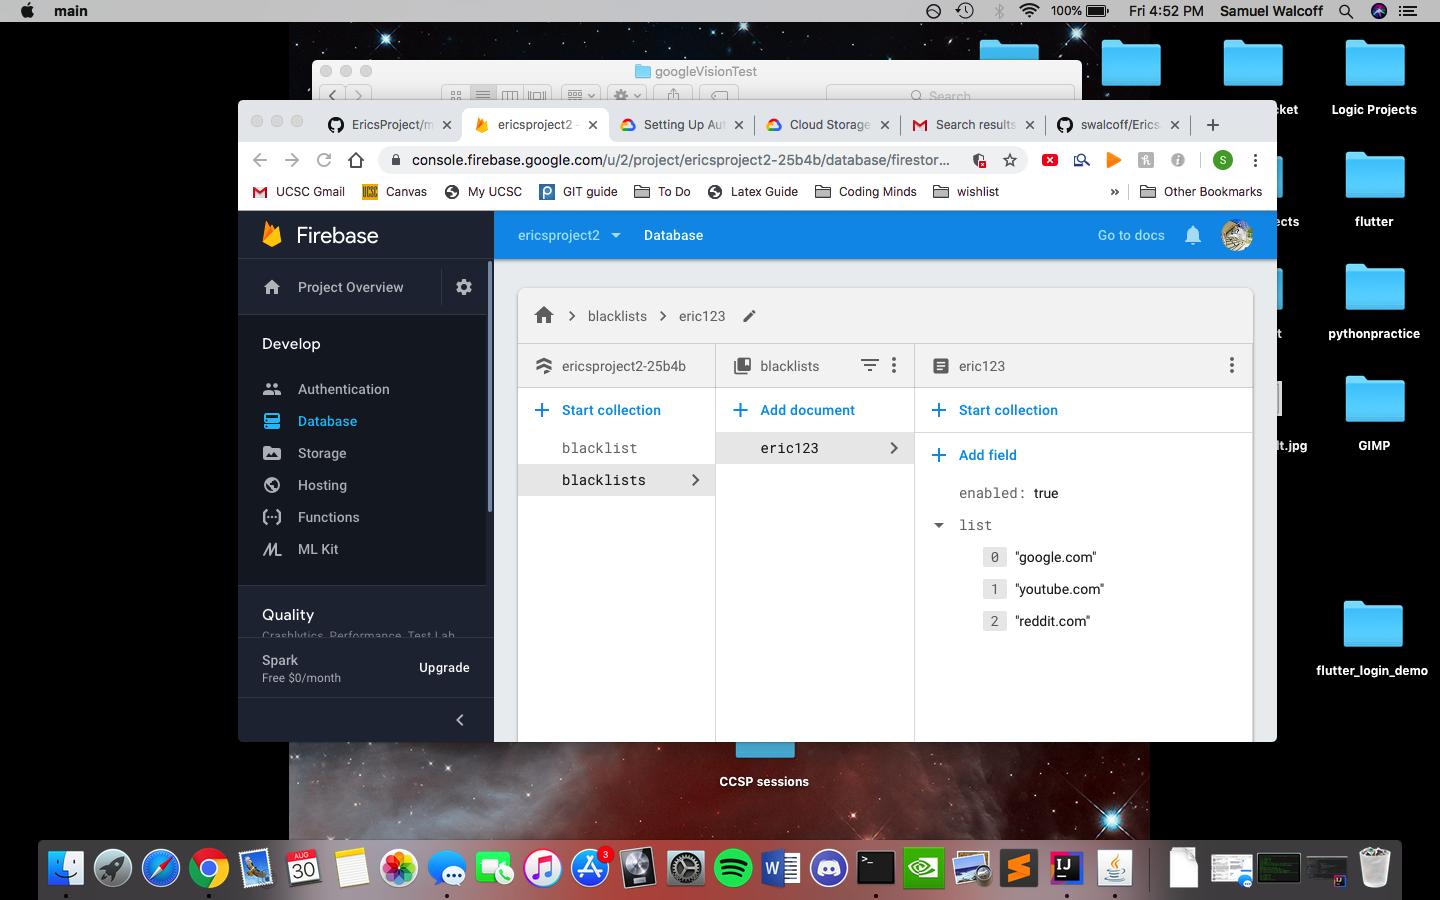 main
100%
Fri 4:52 PM
Samuel Walcoff
googleVisionTest
Search
EricsProject/m
ericsproject2 -
Setting Up Aut
Cloud Storage
Search results
swalcoff/Erics
console.firebase.google.com/u/2/project/ericsproject2-25b4b/database/firestor...
S
UCSC Gmail
UCSC
Canvas
My UCSC
GIT guide
To Do
Latex Guide
Coding Minds
wishlist
»
Other Bookmarks
Firebase
ericsproject2
Database
Go to docs
Project Overview
blacklists
eric123
Develop
ericsproject2-25b4b
blacklists
eric123
Authentication
Database
Storage
Hosting
Functions
ML Kit
Start collection
Add document
Start collection
blacklist
blacklists
eric123
Add field
enabled: true
list
0 "google.com"
1 "youtube.com"
2 "reddit.com"
Quality
Crashlytics, Performance, Test Lab
Spark
Free $0/month
Upgrade
cket
Logic Projects
ects
flutter
t
pythonpractice
lt.jpg
GIMP
flutter_login_demo
CCSP sessions
AUG
30
3
>_
IJ